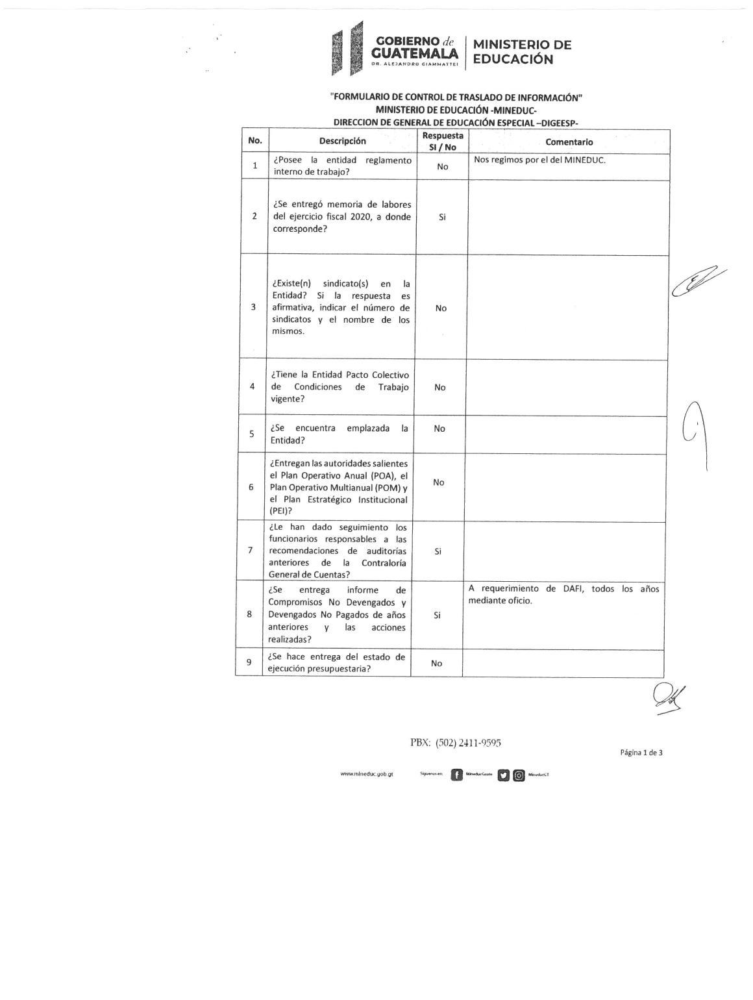 GOBIERNO de
GUATEMALA
DR. ALEJANDRO GIAMMATTEI
MINISTERIO DE
EDUCACIÓN
"FORMULARIO DE CONTROL DE TRASLADO DE INFORMACIÓN"
MINISTERIO DE EDUCACIÓN -MINEDUC-
DIRECCION DE GENERAL DE EDUCACIÓN ESPECIAL –DIGEESP-
No.
Descripción
Respuesta
SI / No
Comentario
1
¿Posee la entidad reglamento
interno de trabajo?
No
Nos regimos por el del MINEDUC.
2
¿Se entregó memoria de labores
del ejercicio fiscal 2020, a donde
corresponde?
Si
3
¿Existe(n) sindicato(s) en la
Entidad? Si la respuesta es
afirmativa, indicar el número de
sindicatos y el nombre de los
mismos.
No
4
¿Tiene la Entidad Pacto Colectivo
de Condiciones de Trabajo
vigente?
No
5
¿Se encuentra emplazada la
Entidad?
No
6
¿Entregan las autoridades salientes
el Plan Operativo Anual (POA), el
Plan Operativo Multianual (POM) y
el Plan Estratégico Institucional
(PEI)?
No
7
¿Le han dado seguimiento los
funcionarios responsables a las
recomendaciones de auditorías
anteriores de la Contraloría
General de Cuentas?
Si
8
¿Se entrega informe de
Compromisos No Devengados y
Devengados No Pagados de años
anteriores y las acciones
realizadas?
Si
A requerimiento de DAFI, todos los años
mediante oficio.
9
¿Se hace entrega del estado de
ejecución presupuestaria?
No
PBX: (502) 2411-9595
Página 1 de 3
www.mineduc.gob.gt
Síguenos en:
MineducGuate
MineducGT